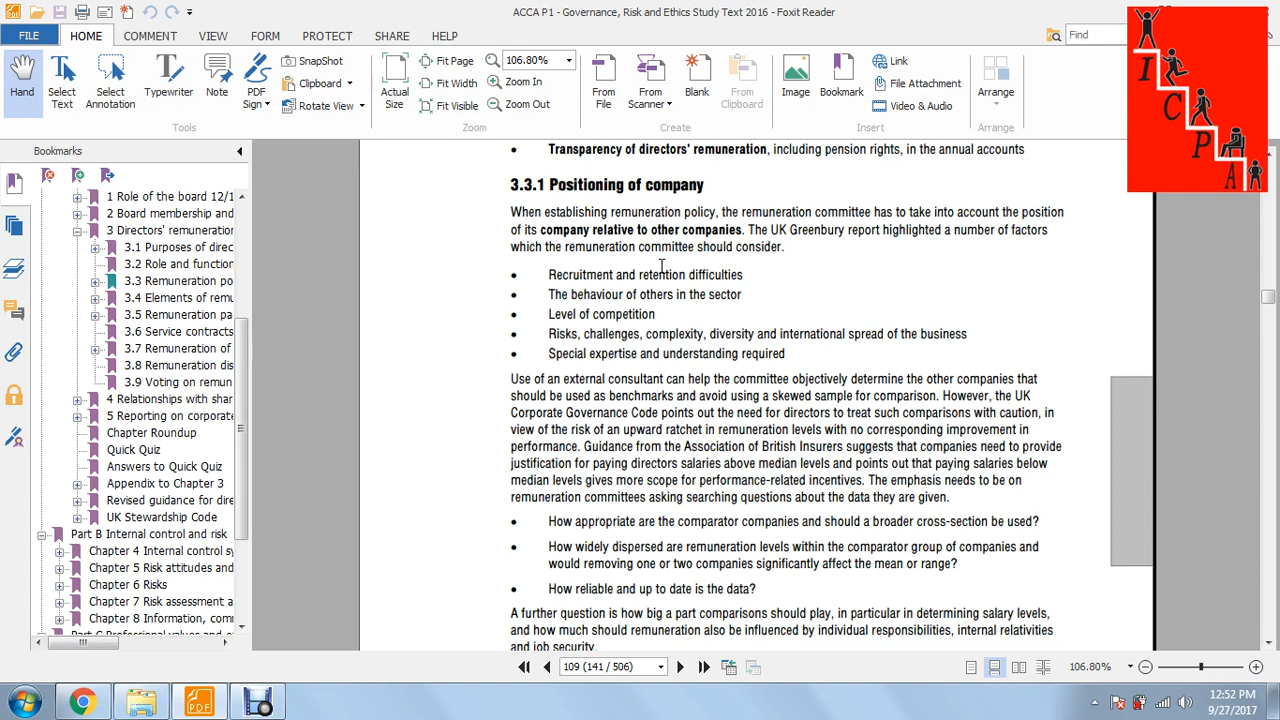 ACCA P1 - Governance, Risk and Ethics Study Text 2016 - Foxit Reader
FILE HOME COMMENT VIEW FORM PROTECT SHARE HELP
Find
Hand
Select Text
Select Annotation
Typewriter
Note
PDF Sign
SnapShot
Clipboard
Rotate View
Tools
Actual Size
Fit Page
Fit Width
Fit Visible
106.80%
Zoom In
Zoom Out
Zoom
From File
From Scanner
Blank
From Clipboard
Create
Image
Bookmark
Link
File Attachment
Video & Audio
Insert
Arrange
Arrange
I
C
P
A
Bookmarks
1 Role of the board 12/1
2 Board membership and
3 Directors' remuneration
3.1 Purposes of direc
3.2 Role and function
3.3 Remuneration po
3.4 Elements of remu
3.5 Remuneration pa
3.6 Service contracts
3.7 Remuneration of
3.8 Remuneration dis
3.9 Voting on remun
4 Relationships with shar
5 Reporting on corporate
Chapter Roundup
Quick Quiz
Answers to Quick Quiz
Appendix to Chapter 3
Revised guidance for dire
UK Stewardship Code
Part B Internal control and risk
Chapter 4 Internal control sy
Chapter 5 Risk attitudes and
Chapter 6 Risks
Chapter 7 Risk assessment a
Chapter 8 Information, comm
• Transparency of directors' remuneration, including pension rights, in the annual accounts
3.3.1 Positioning of company
When establishing remuneration policy, the remuneration committee has to take into account the position
of its company relative to other companies. The UK Greenbury report highlighted a number of factors
which the remuneration committee should consider.
• Recruitment and retention difficulties
• The behaviour of others in the sector
• Level of competition
• Risks, challenges, complexity, diversity and international spread of the business
• Special expertise and understanding required
Use of an external consultant can help the committee objectively determine the other companies that
should be used as benchmarks and avoid using a skewed sample for comparison. However, the UK
Corporate Governance Code points out the need for directors to treat such comparisons with caution, in
view of the risk of an upward ratchet in remuneration levels with no corresponding improvement in
performance. Guidance from the Association of British Insurers suggests that companies need to provide
justification for paying directors salaries above median levels and points out that paying salaries below
median levels gives more scope for performance-related incentives. The emphasis needs to be on
remuneration committees asking searching questions about the data they are given.
• How appropriate are the comparator companies and should a broader cross-section be used?
• How widely dispersed are remuneration levels within the comparator group of companies and
would removing one or two companies significantly affect the mean or range?
• How reliable and up to date is the data?
A further question is how big a part comparisons should play, in particular in determining salary levels,
and how much should remuneration also be influenced by individual responsibilities, internal relativities
and job security.
109 (141 / 506)
106.80%
12:52 PM
9/27/2017